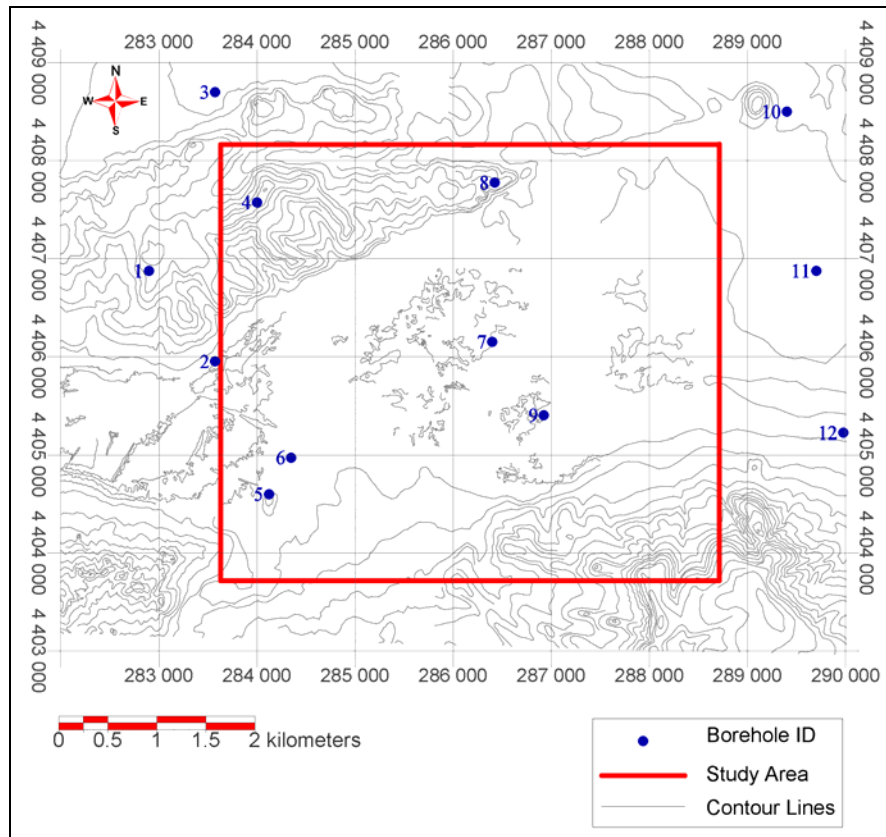 283 000 284 000 285 000 286 000 287 000 288 000 289 000
4 409 000 4 408 000 4 407 000 4 406 000 4 405 000 4 404 000 4 403 000
N
W E
S
3
10
8
4
1
11
7
2
9
12
6
5
4 409 000 4 408 000 4 407 000 4 406 000 4 405 000 4 404 000 4 403 000
283 000 284 000 285 000 286 000 287 000 288 000 289 000 290 000
0 0.5 1 1.5 2 kilometers
Borehole ID
Study Area
Contour Lines